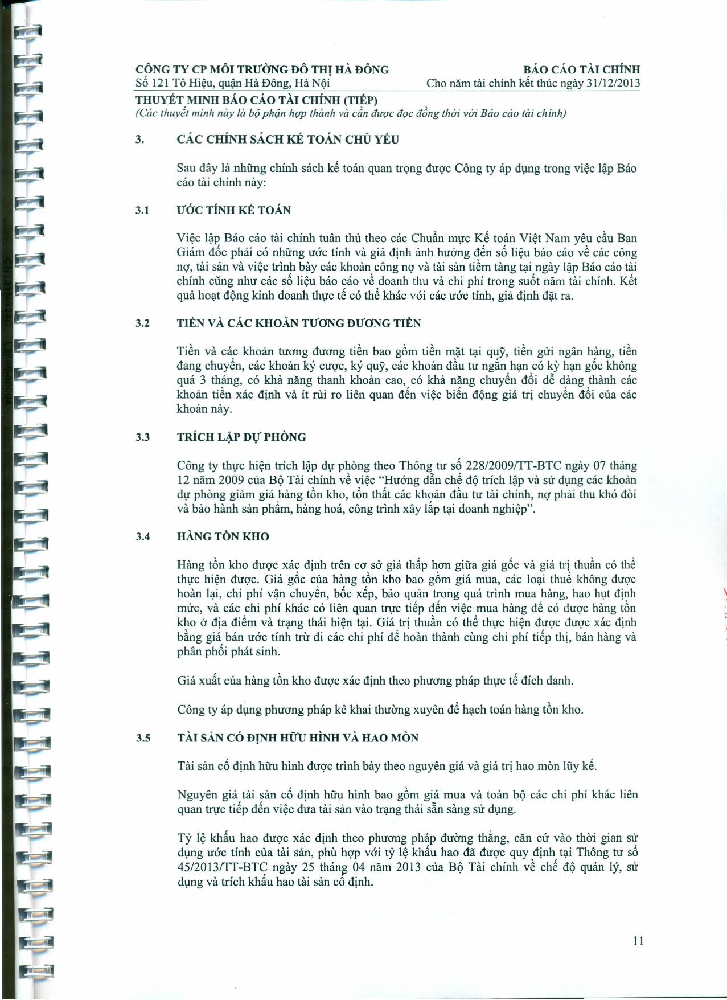 CÔNG TY CP MÔI TRƯỜNG ĐÔ THỊ HÀ ĐÔNG BÁO CÁO TÀI CHÍNH
Số 121 Tô Hiệu, quận Hà Đông, Hà Nội Cho năm tài chính kết thúc ngày 31/12/2013
THUYẾT MINH BÁO CÁO TÀI CHÍNH (TIẾP)
(Các thuyết minh này là bộ phận hợp thành và cần được đọc đồng thời với Báo cáo tài chính)
3. CÁC CHÍNH SÁCH KẾ TOÁN CHỦ YẾU
Sau đây là những chính sách kế toán quan trọng được Công ty áp dụng trong việc lập Báo
cáo tài chính này:
3.1 ƯỚC TÍNH KẾ TOÁN
Việc lập Báo cáo tài chính tuân thủ theo các Chuẩn mực Kế toán Việt Nam yêu cầu Ban
Giám đốc phải có những ước tính và giả định ảnh hưởng đến số liệu báo cáo về các công
nợ, tài sản và việc trình bày các khoản công nợ và tài sản tiềm tàng tại ngày lập Báo cáo tài
chính cũng như các số liệu báo cáo về doanh thu và chi phí trong suốt năm tài chính. Kết
quả hoạt động kinh doanh thực tế có thể khác với các ước tính, giả định đặt ra.
3.2 TIỀN VÀ CÁC KHOẢN TƯƠNG ĐƯƠNG TIỀN
Tiền và các khoản tương đương tiền bao gồm tiền mặt tại quỹ, tiền gửi ngân hàng, tiền
đang chuyển, các khoản ký cược, ký quỹ, các khoản đầu tư ngắn hạn có kỳ hạn gốc không
quá 3 tháng, có khả năng thanh khoản cao, có khả năng chuyển đổi dễ dàng thành các
khoản tiền xác định và ít rủi ro liên quan đến việc biến động giá trị chuyển đổi của các
khoản này.
3.3 TRÍCH LẬP DỰ PHÒNG
Công ty thực hiện trích lập dự phòng theo Thông tư số 228/2009/TT-BTC ngày 07 tháng
12 năm 2009 của Bộ Tài chính về việc “Hướng dẫn chế độ trích lập và sử dụng các khoản
dự phòng giảm giá hàng tồn kho, tổn thất các khoản đầu tư tài chính, nợ phải thu khó đòi
và bảo hành sản phẩm, hàng hoá, công trình xây lắp tại doanh nghiệp”.
3.4 HÀNG TỒN KHO
Hàng tồn kho được xác định trên cơ sở giá thấp hơn giữa giá gốc và giá trị thuần có thể
thực hiện được. Giá gốc của hàng tồn kho bao gồm giá mua, các loại thuế không được
hoàn lại, chi phí vận chuyển, bốc xếp, bảo quản trong quá trình mua hàng, hao hụt định
mức, và các chi phí khác có liên quan trực tiếp đến việc mua hàng để có được hàng tồn
kho ở địa điểm và trạng thái hiện tại. Giá trị thuần có thể thực hiện được được xác định
bằng giá bán ước tính trừ đi các chi phí để hoàn thành cùng chi phí tiếp thị, bán hàng và
phân phối phát sinh.
Giá xuất của hàng tồn kho được xác định theo phương pháp thực tế đích danh.
Công ty áp dụng phương pháp kê khai thường xuyên để hạch toán hàng tồn kho.
3.5 TÀI SẢN CỐ ĐỊNH HỮU HÌNH VÀ HAO MÒN
Tài sản cố định hữu hình được trình bày theo nguyên giá và giá trị hao mòn lũy kế.
Nguyên giá tài sản cố định hữu hình bao gồm giá mua và toàn bộ các chi phí khác liên
quan trực tiếp đến việc đưa tài sản vào trạng thái sẵn sàng sử dụng.
Tỷ lệ khấu hao được xác định theo phương pháp đường thẳng, căn cứ vào thời gian sử
dụng ước tính của tài sản, phù hợp với tỷ lệ khấu hao đã được quy định tại Thông tư số
45/2013/TT-BTC ngày 25 tháng 04 năm 2013 của Bộ Tài chính về chế độ quản lý, sử
dụng và trích khấu hao tài sản cố định.
11